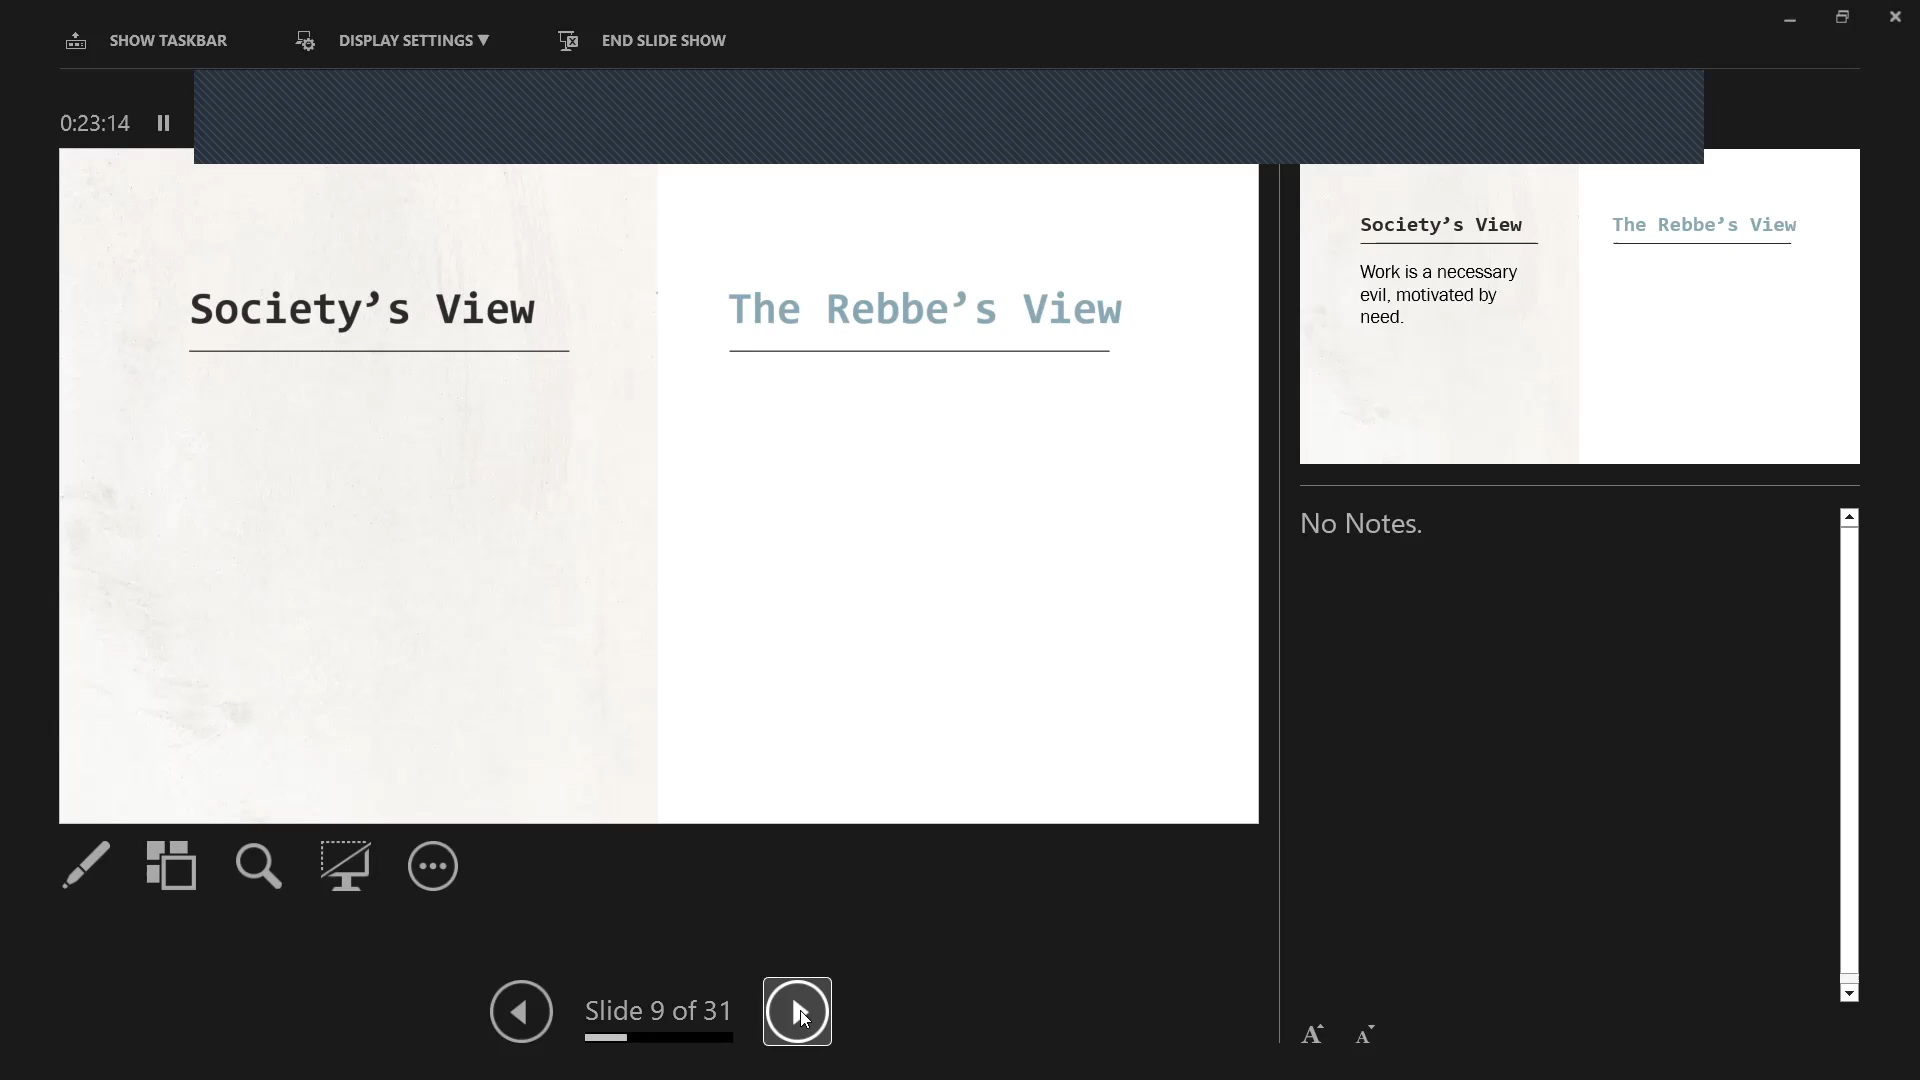 SHOW TASKBAR
DISPLAY SETTINGS ▼
END SLIDE SHOW
0:23:14
Society’s View
The Rebbe’s View
Society’s View
The Rebbe’s View
Work is a necessary
evil, motivated by
need.
No Notes.
Slide 9 of 31
A A